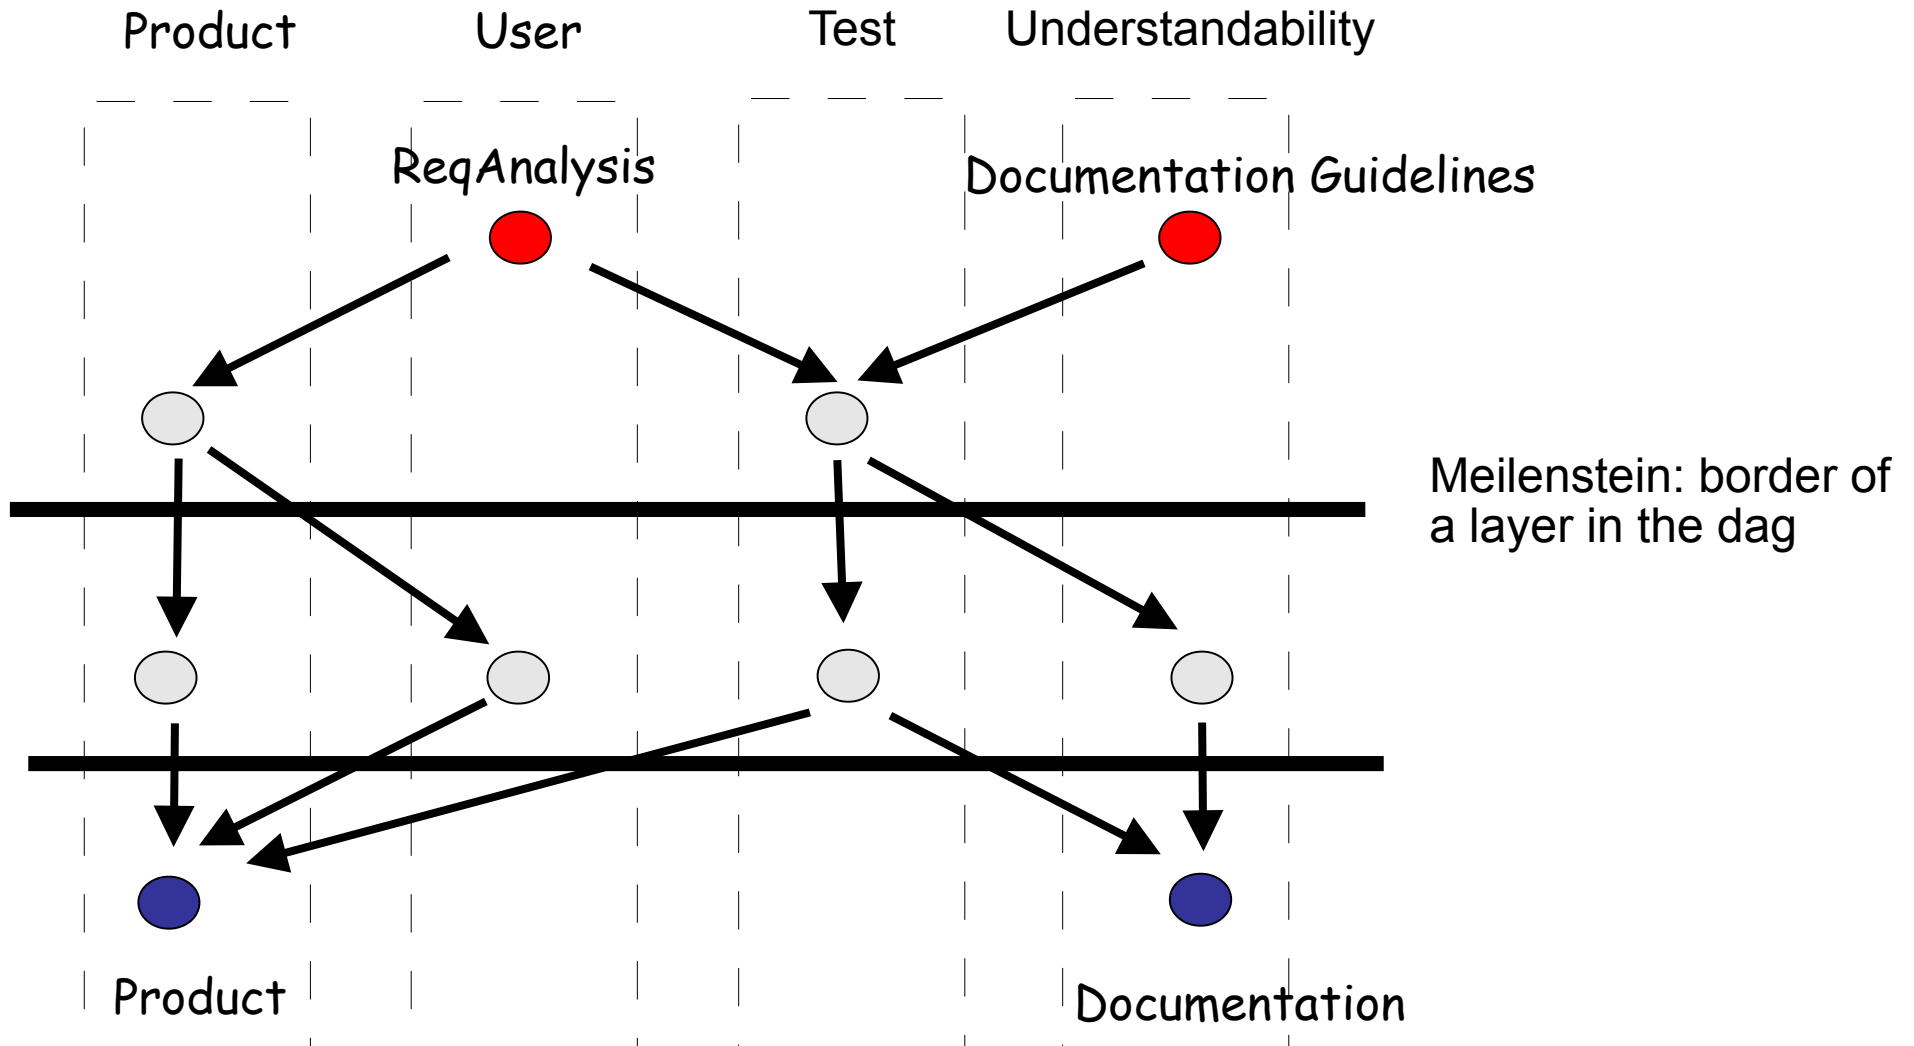 Product
User
Test
Understandability
ReqAnalysis
Documentation Guidelines
Meilenstein: border of
a layer in the dag
Product
Documentation